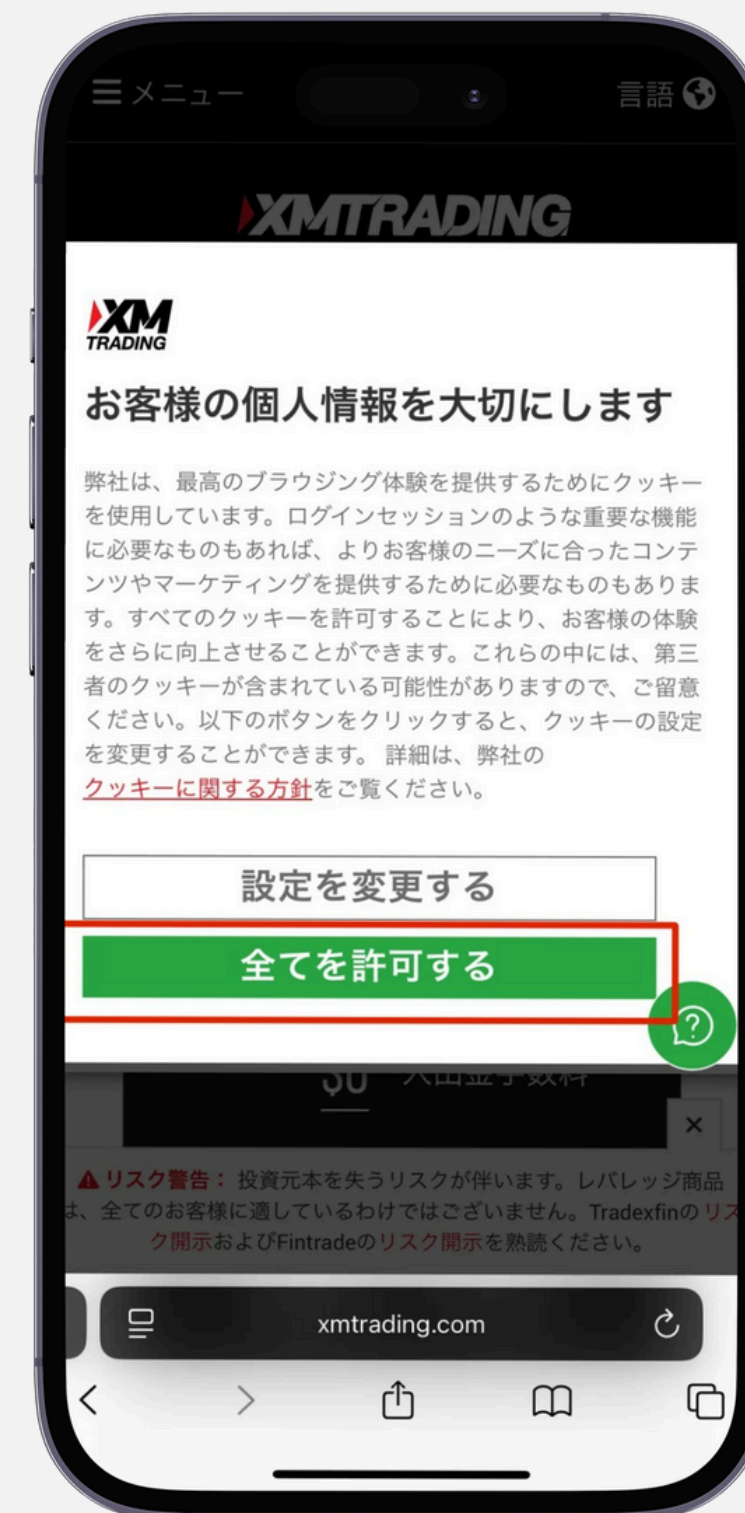 メニュー
言語
XMTRADING
XM
TRADING
お客様の個人情報を大切にします
弊社は、最高のブラウジング体験を提供するためにクッキー
を使用しています。ログインセッションのような重要な機能
に必要なものもあれば、よりお客様のニーズに合ったコンテ
ンツやマーケティングを提供するために必要なものもありま
す。すべてのクッキーを許可することにより、お客様の体験
をさらに向上させることができます。これらの中には、第三
者のクッキーが含まれている可能性がありますので、ご留意
ください。以下のボタンをクリックすると、クッキーの設定
を変更することができます。 詳細は、弊社の
クッキーに関する方針をご覧ください。
設定を変更する
全てを許可する
$0 入出金手数料
リスク警告： 投資元本を失うリスクが伴います。レバレッジ商品
は、全てのお客様に適しているわけではございません。Tradexfinのリス
ク開示およびFintradeのリスク開示を熟読ください。
xmtrading.com